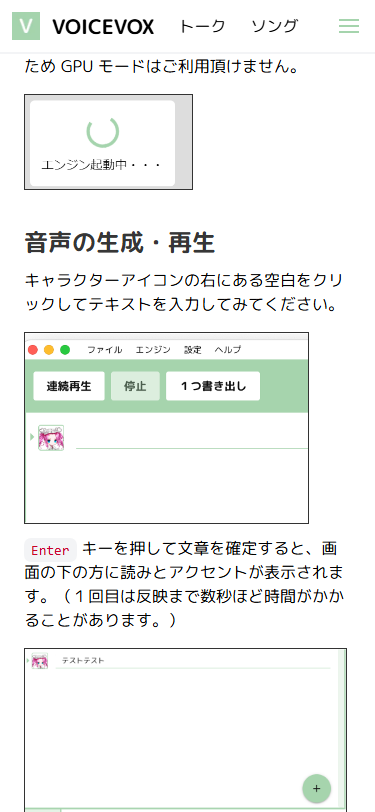 V VOICEVOX トーク ソング
ため GPU モードはご利用頂けません。
エンジン起動中・・・
音声の生成・再生
キャラクターアイコンの右にある空白をクリ
ックしてテキストを入力してみてください。
ファイル エンジン 設定 ヘルプ
連続再生 停止 １つ書き出し
Enter キーを押して文章を確定すると、画
面の下の方に読みとアクセントが表示されま
す。（１回目は反映まで数秒ほど時間がかか
ることがあります。）
テストテスト
+